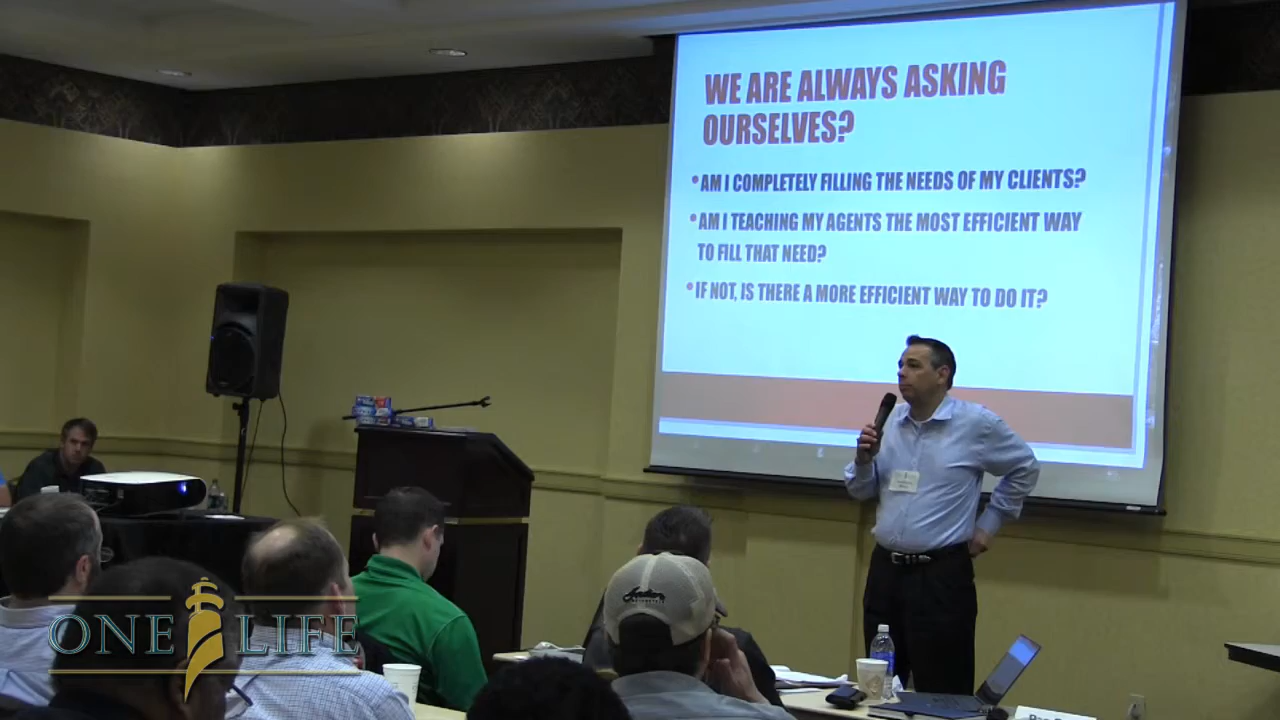 WE ARE ALWAYS ASKING
OURSELVES?
•AM I COMPLETELY FILLING THE NEEDS OF MY CLIENTS?
•AM I TEACHING MY AGENTS THE MOST EFFICIENT WAY
TO FILL THAT NEED?
•IF NOT, IS THERE A MORE EFFICIENT WAY TO DO IT?
ONE LIFE